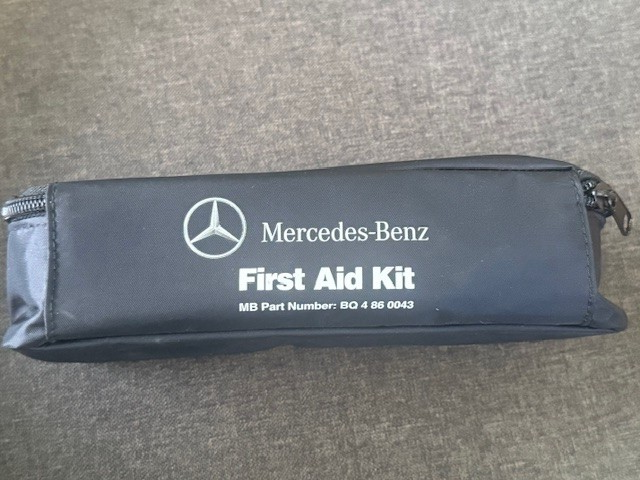 Mercedes-Benz
First Aid Kit
MB Part Number: BQ 4 86 0043